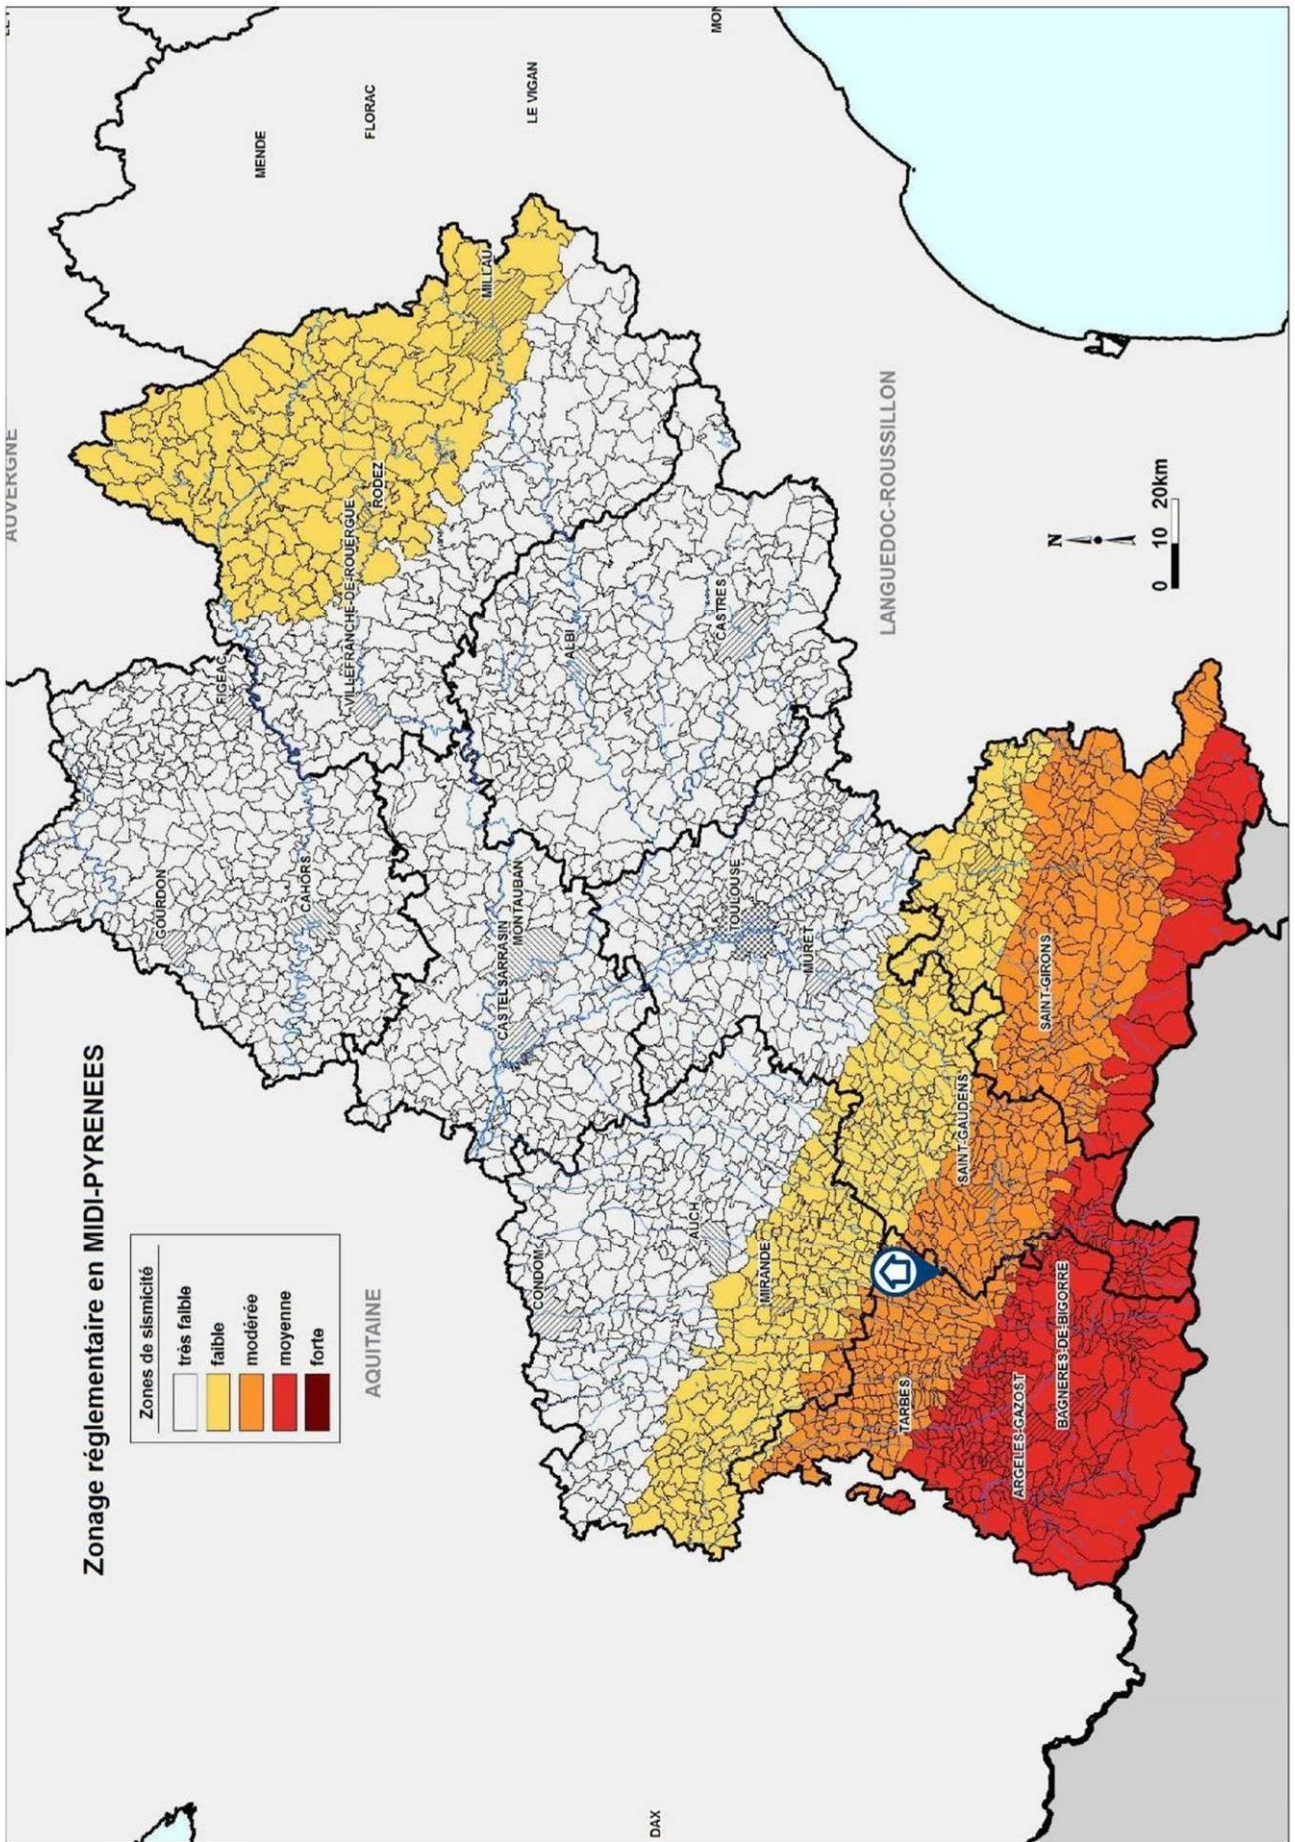 Zonage réglementaire en MIDI-PYRENEES
Zones de sismicité
très faible
faible
modérée
moyenne
forte
AQUITAINE
AUVERGNE
LANGUEDOC-ROUSSILLON
MENDE
FLORAC
LE VIGAN
MON
MILLAU
RODEZ
VILLEFRANCHE-DE-ROUERGUE
FIGEAC
GOURDON
CAHORS
CASTELSARRASIN
MONTAUBAN
ALBI
CASTRES
TOULOUSE
MURET
CONDOM
AUCH
MIRANDE
SAINT-GAUDENS
SAINT-GIRONS
TARBES
ARGELES-GAZOST
BAGNERES-DE-BIGORRE
DAX
N
0 10 20km